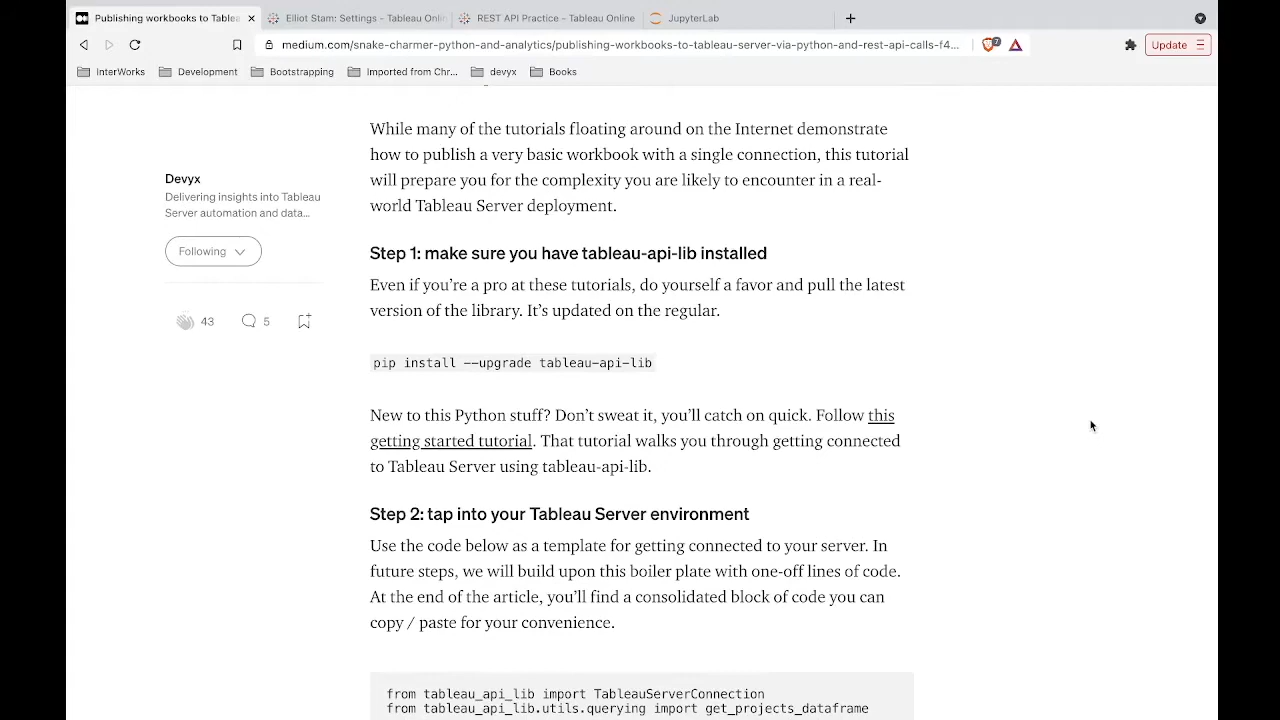 Publishing workbooks to Table
Elliot Stam: Settings – Tableau Onlin
REST API Practice – Tableau Online
JupyterLab
medium.com/snake-charmer-python-and-analytics/publishing-workbooks-to-tableau-server-via-python-and-rest-api-calls-f4...
7
Update
InterWorks
Development
Bootstrapping
Imported from Chr...
devyx
Books
Devyx
Delivering insights into Tableau
Server automation and data...
Following
43
5
While many of the tutorials floating around on the Internet demonstrate
how to publish a very basic workbook with a single connection, this tutorial
will prepare you for the complexity you are likely to encounter in a real-
world Tableau Server deployment.
Step 1: make sure you have tableau-api-lib installed
Even if you’re a pro at these tutorials, do yourself a favor and pull the latest
version of the library. It’s updated on the regular.
pip install --upgrade tableau-api-lib
New to this Python stuff? Don’t sweat it, you’ll catch on quick. Follow this
getting started tutorial. That tutorial walks you through getting connected
to Tableau Server using tableau-api-lib.
Step 2: tap into your Tableau Server environment
Use the code below as a template for getting connected to your server. In
future steps, we will build upon this boiler plate with one-off lines of code.
At the end of the article, you’ll find a consolidated block of code you can
copy / paste for your convenience.
from tableau_api_lib import TableauServerConnection
from tableau_api_lib.utils.querying import get_projects_dataframe